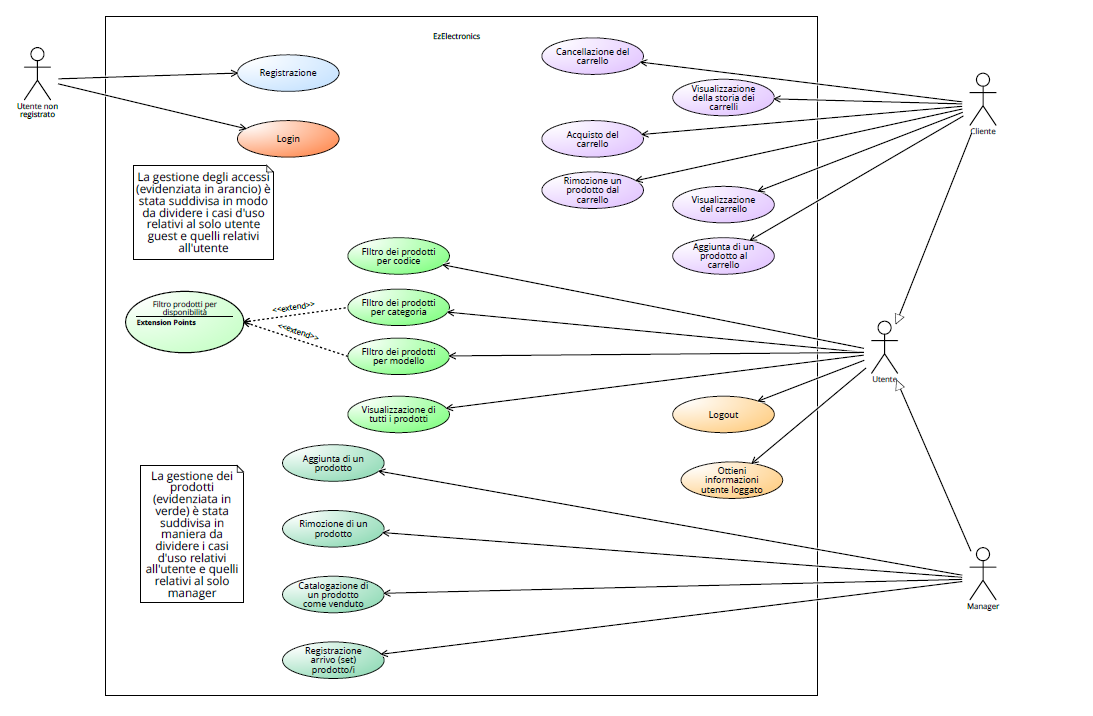 EzElectronics
Utente non
registrato
Registrazione
Login
Cancellazione del
carrello
Visualizzazione
della storia dei
carrelli
Acquisto del
carrello
Rimozione un
prodotto dal
carrello
Visualizzazione
del carrello
Aggiunta di un
prodotto al
carrello
Cliente
La gestione degli accessi
(evidenziata in arancio) è
stata suddivisa in modo
da dividere i casi d'uso
relativi al solo utente
guest e quelli relativi
all'utente
FIltro dei prodotti
per codice
FIltro dei prodotti
per categoria
FIltro dei prodotti
per modello
Visualizzazione di
tutti i prodotti
Filtro prodotti per
disponibilità
Extension Points
<<extend>>
<<extend>>
Utente
Logout
Ottieni
informazioni
utente loggato
La gestione dei
prodotti
(evidenziata in
verde) è stata
suddivisa in
maniera da
dividere i casi
d'uso relativi
all'utente e quelli
relativi al solo
manager
Aggiunta di un
prodotto
Rimozione di un
prodotto
Catalogazione di
un prodotto
come venduto
Registrazione
arrivo (set)
prodotto/i
Manager